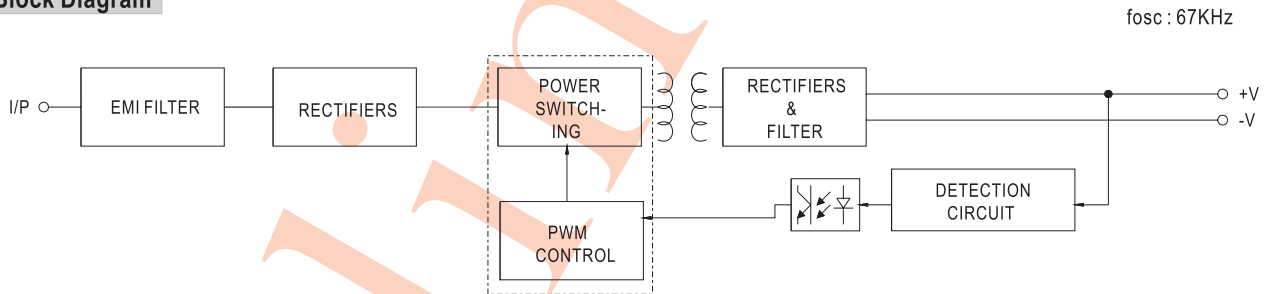 Block Diagram
fosc : 67KHz
I/P
EMI FILTER
RECTIFIERS
POWER
SWITCH-
ING
RECTIFIERS
&
FILTER
+V
-V
DETECTION
CIRCUIT
PWM
CONTROL